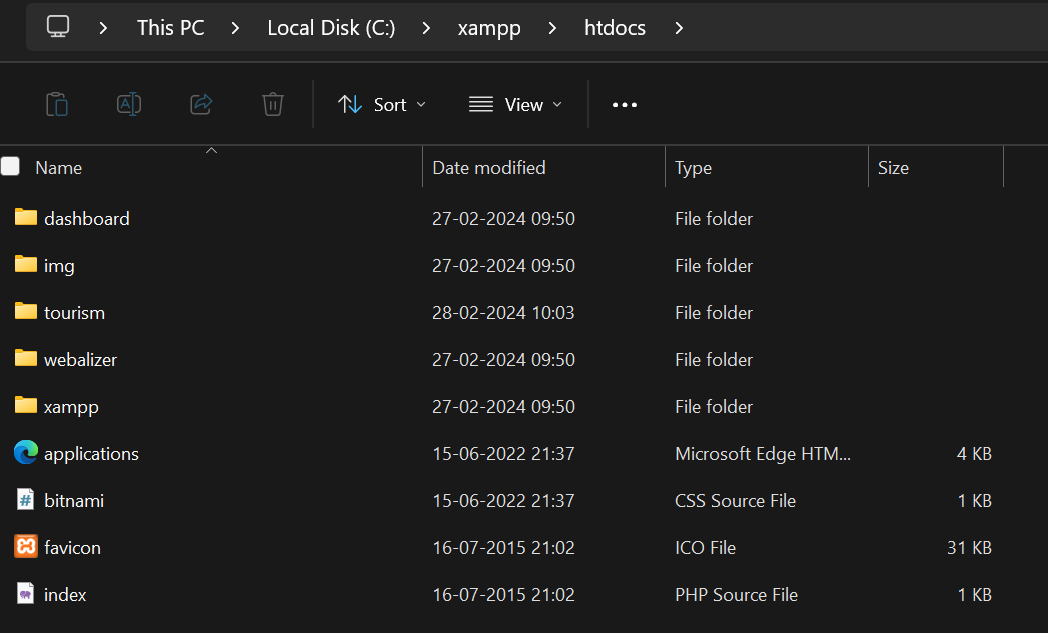 This PC Local Disk (C:) xampp htdocs
Sort View
Name Date modified Type Size
dashboard 27-02-2024 09:50 File folder
img 27-02-2024 09:50 File folder
tourism 28-02-2024 10:03 File folder
webalizer 27-02-2024 09:50 File folder
xampp 27-02-2024 09:50 File folder
applications 15-06-2022 21:37 Microsoft Edge HTM... 4 KB
bitnami 15-06-2022 21:37 CSS Source File 1 KB
favicon 16-07-2015 21:02 ICO File 31 KB
index 16-07-2015 21:02 PHP Source File 1 KB